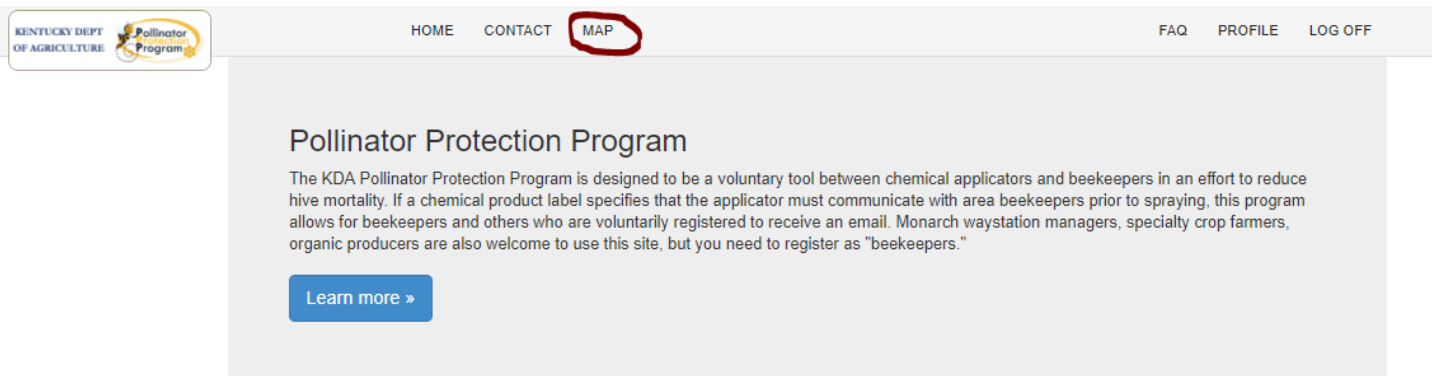 KENTUCKY DEPT
OF AGRICULTURE
Pollinator
Protection
Program
HOME CONTACT MAP FAQ PROFILE LOG OFF
Pollinator Protection Program
The KDA Pollinator Protection Program is designed to be a voluntary tool between chemical applicators and beekeepers in an effort to reduce
hive mortality. If a chemical product label specifies that the applicator must communicate with area beekeepers prior to spraying, this program
allows for beekeepers and others who are voluntarily registered to receive an email. Monarch waystation managers, specialty crop farmers,
organic producers are also welcome to use this site, but you need to register as "beekeepers."
Learn more »